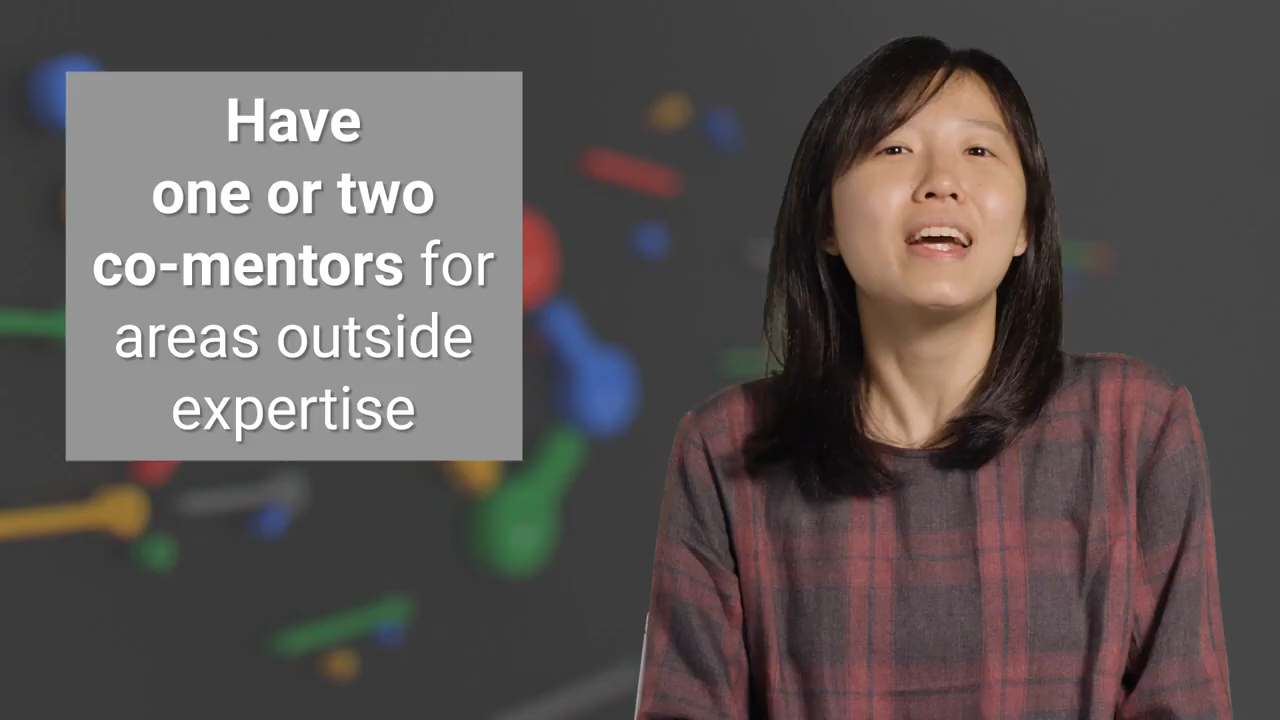 Have
one or two
co-mentors for
areas outside
expertise